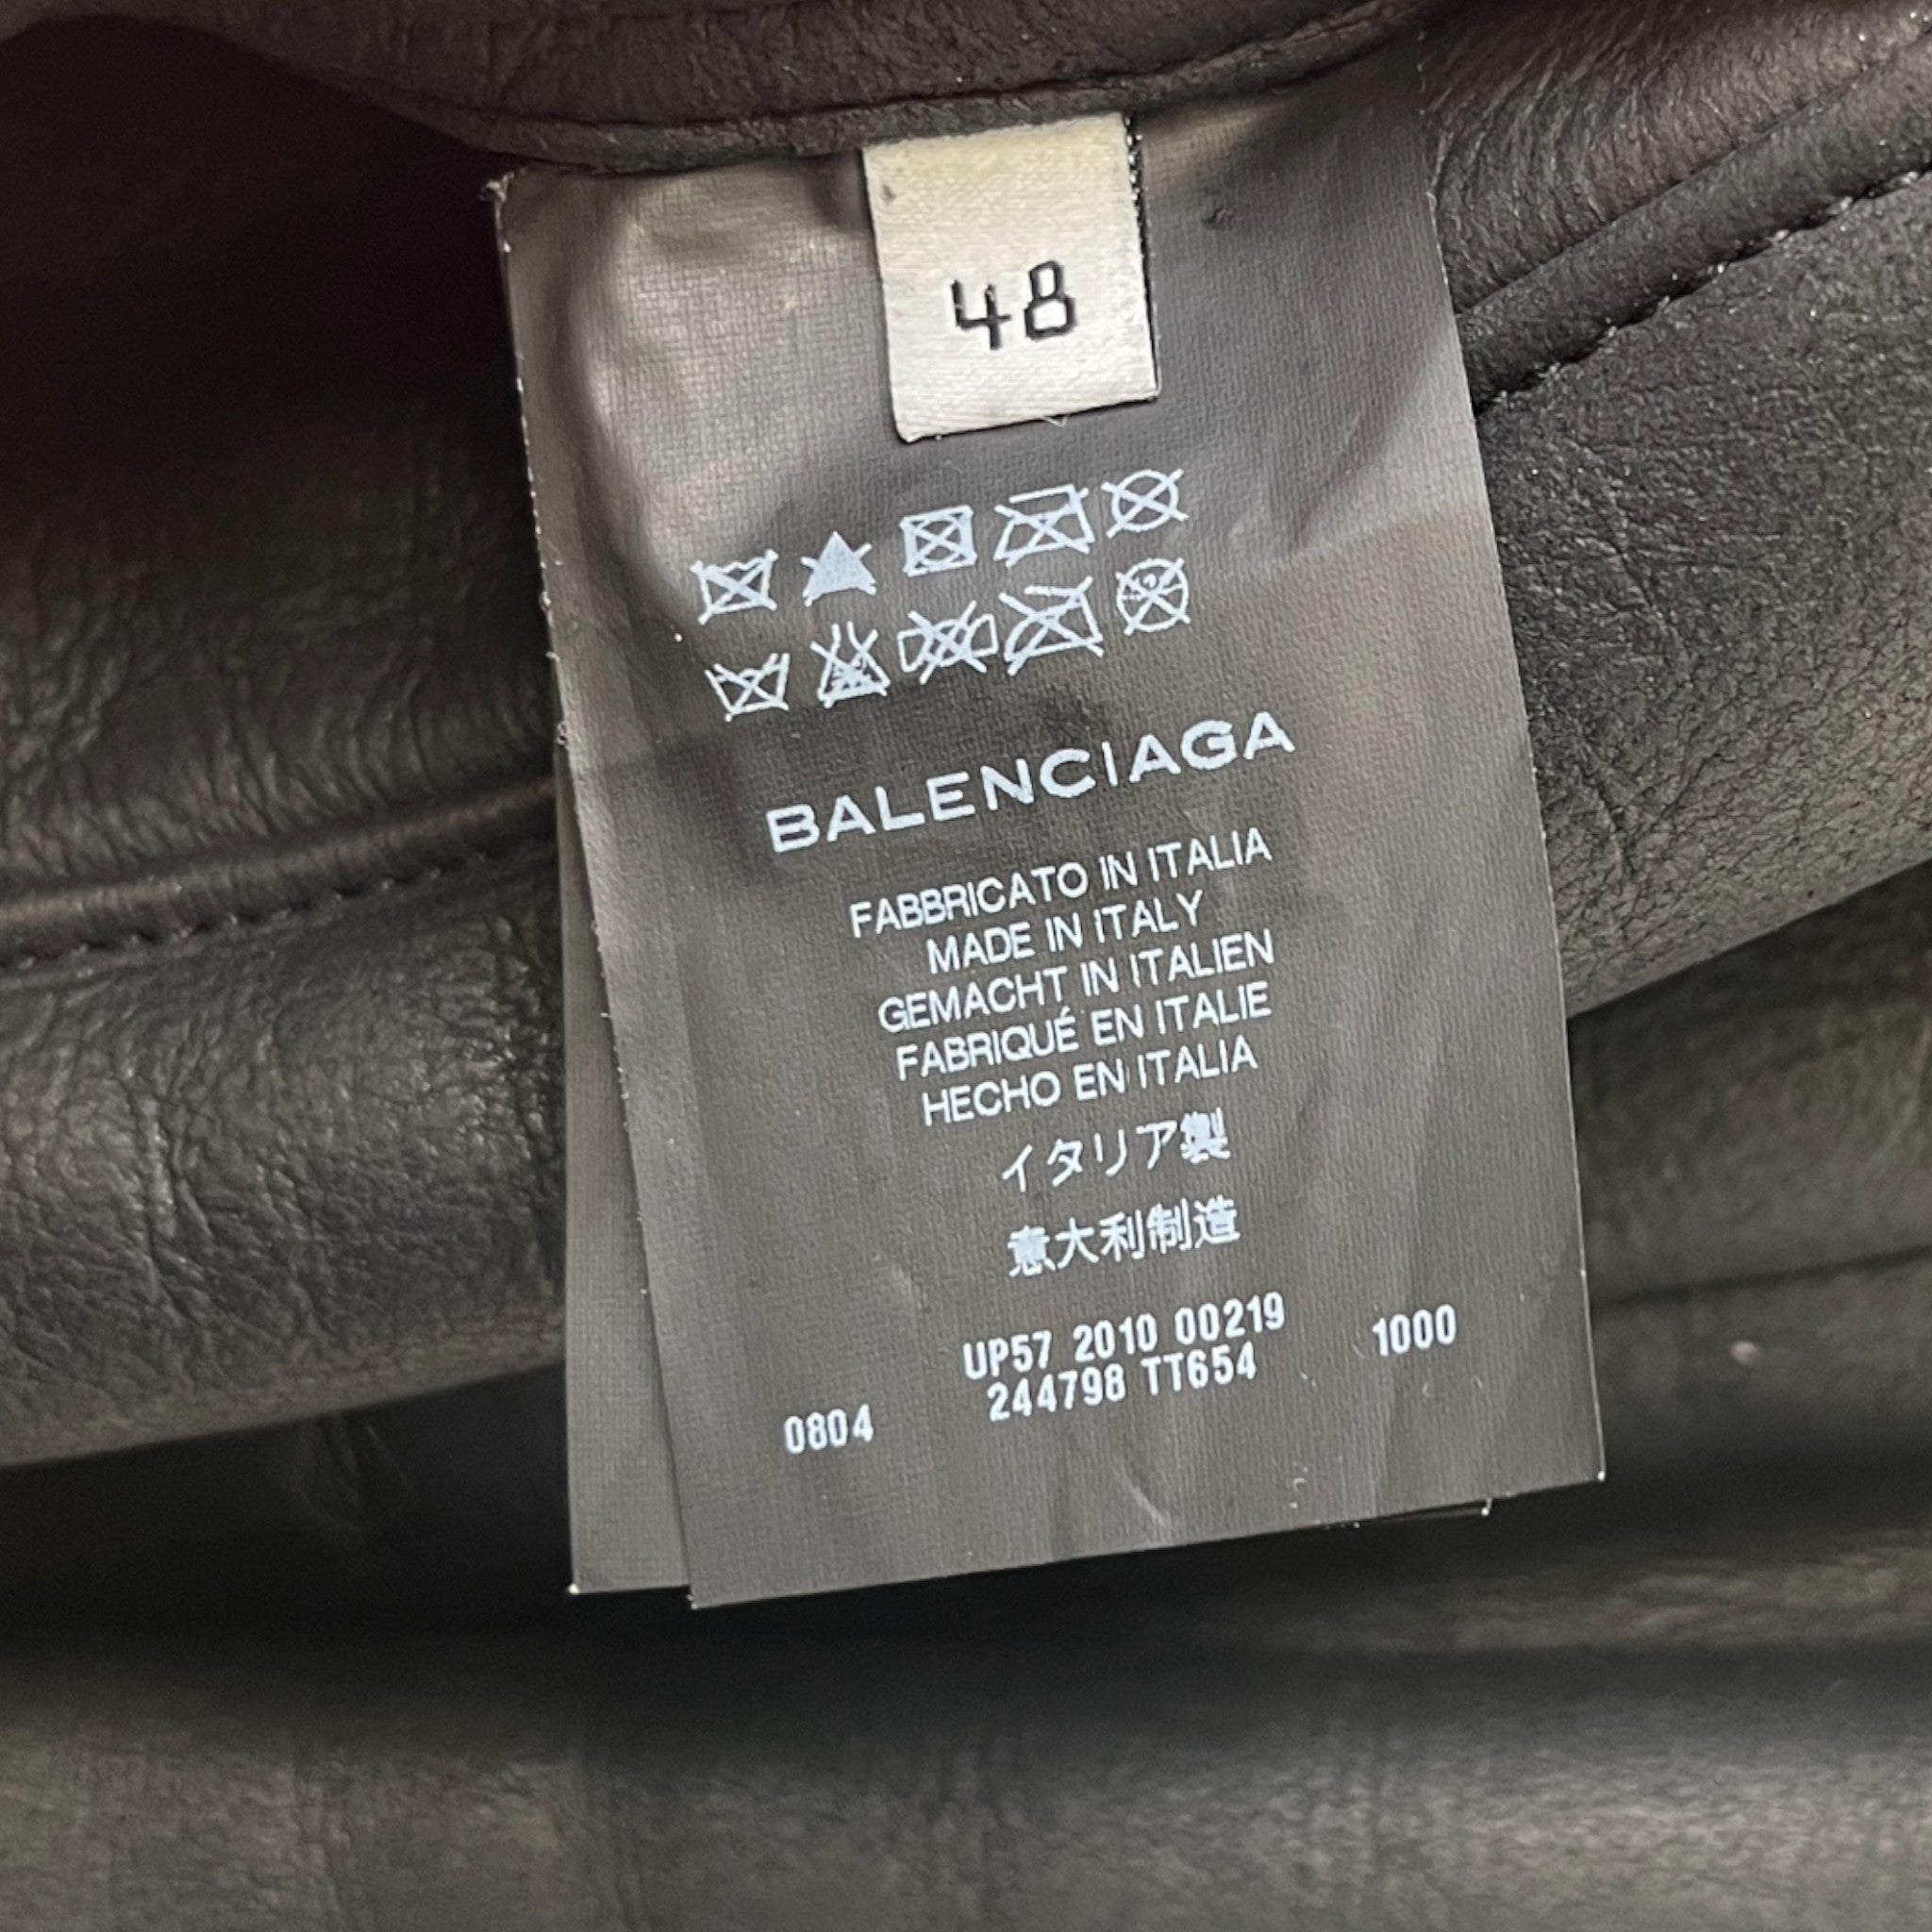 48
BALENCIAGA
FABBRICATO IN ITALIA
MADE IN ITALY
GEMACHT IN ITALIEN
FABRIQUÉ EN ITALIE
HECHO EN ITALIA
イタリア製
意大利制造
UP57 2010 00219 1000
244798 TT654
0804